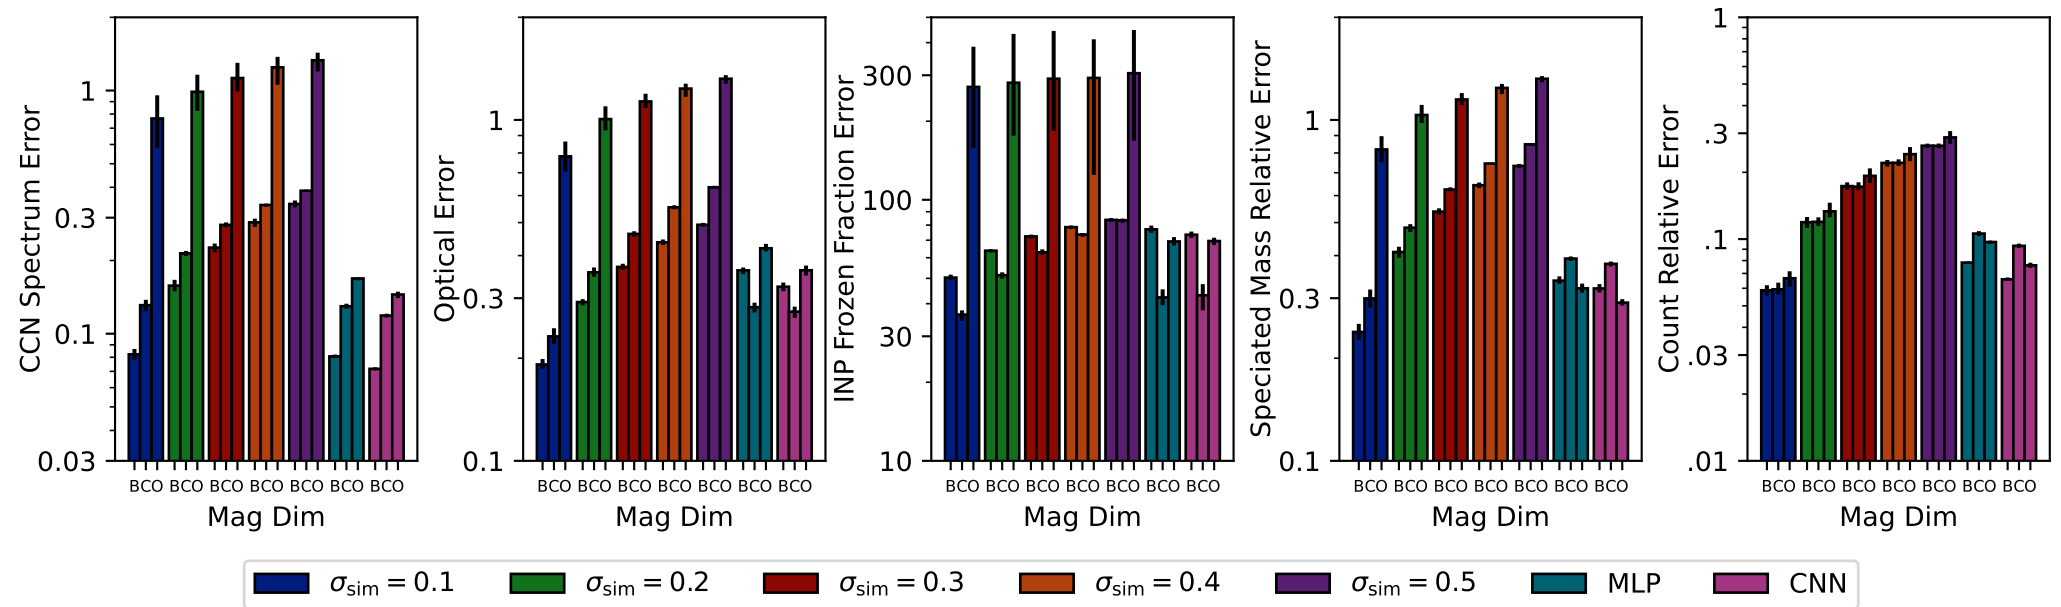 CCN Spectrum Error
1
0.3
0.1
0.03
BCO BCO BCO BCO BCO BCO BCO
Mag Dim
Optical Error
1
0.3
0.1
BCO BCO BCO BCO BCO BCO BCO
Mag Dim
INP Frozen Fraction Error
300
100
30
10
BCO BCO BCO BCO BCO BCO BCO
Mag Dim
Speciated Mass Relative Error
1
0.3
0.1
BCO BCO BCO BCO BCO BCO BCO
Mag Dim
Count Relative Error
1
.3
.1
.03
.01
BCO BCO BCO BCO BCO BCO BCO
Mag Dim
σsim = 0.1 σsim = 0.2 σsim = 0.3 σsim = 0.4 σsim = 0.5 MLP CNN